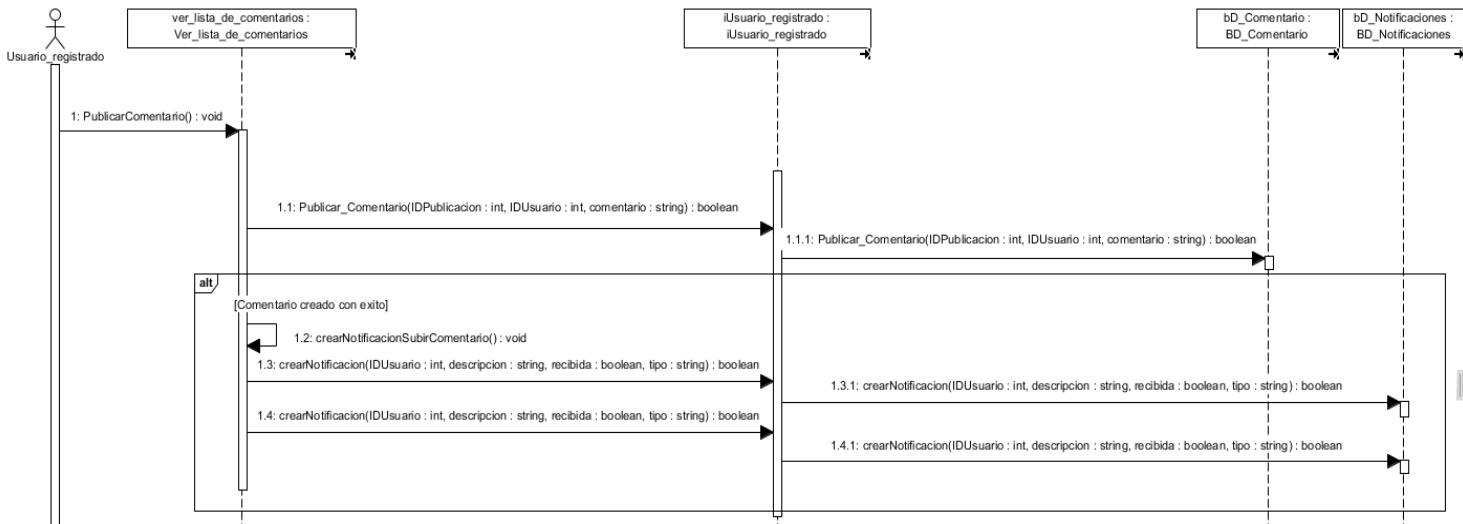 Usuario_registrado
ver_lista_de_comentarios :
Ver_lista_de_comentarios
iUsuario_registrado :
iUsuario_registrado
bD_Comentario :
BD_Comentario
bD_Notificaciones :
BD_Notificaciones
1: PublicarComentario() : void
1.1: Publicar_Comentario(IDPublicacion : int, IDUsuario : int, comentario : string) : boolean
1.1.1: Publicar_Comentario(IDPublicacion : int, IDUsuario : int, comentario : string) : boolean
alt
[Comentario creado con exito]
1.2: crearNotificacionSubirComentario() : void
1.3: crearNotificacion(IDUsuario : int, descripcion : string, recibida : boolean, tipo : string) : boolean
1.3.1: crearNotificacion(IDUsuario : int, descripcion : string, recibida : boolean, tipo : string) : boolean
1.4: crearNotificacion(IDUsuario : int, descripcion : string, recibida : boolean, tipo : string) : boolean
1.4.1: crearNotificacion(IDUsuario : int, descripcion : string, recibida : boolean, tipo : string) : boolean